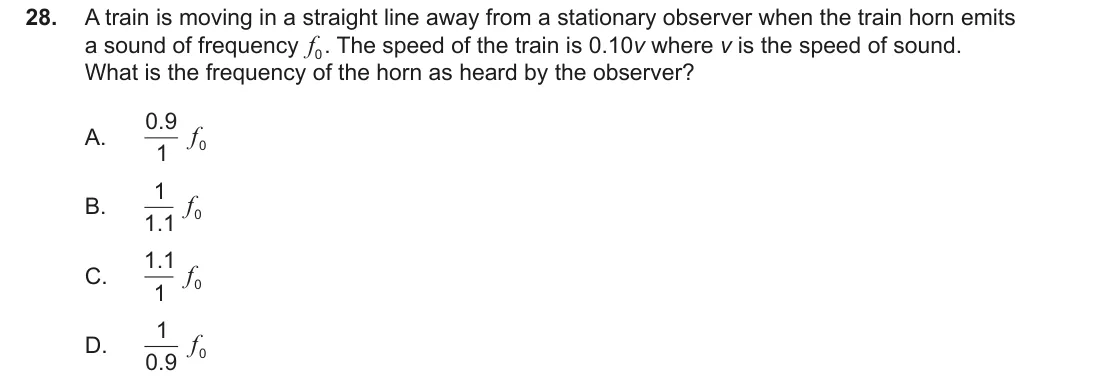 28. A train is moving in a straight line away from a stationary observer when the train horn emits
a sound of frequency f₀. The speed of the train is 0.10v where v is the speed of sound.
What is the frequency of the horn as heard by the observer?
A. 0.9/1 f₀
B. 1/1.1 f₀
C. 1.1/1 f₀
D. 1/0.9 f₀